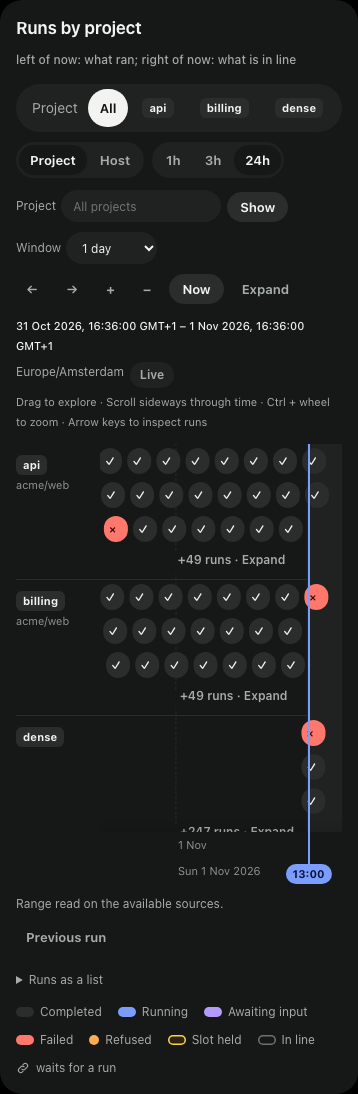 Runs by project
left of now: what ran; right of now: what is in line
Project All api billing dense
Project Host 1h 3h 24h
Project All projects Show
Window 1 day
← → + − Now Expand
31 Oct 2026, 16:36:00 GMT+1 – 1 Nov 2026, 16:36:00
GMT+1
Europe/Amsterdam Live
Drag to explore · Scroll sideways through time · Ctrl + wheel
to zoom · Arrow keys to inspect runs
api
acme/web
+49 runs · Expand
billing
acme/web
+49 runs · Expand
dense
+247 runs · Expand
1 Nov
Sun 1 Nov 2026 13:00
Range read on the available sources.
Previous run
Runs as a list
Completed Running Awaiting input
Failed Refused Slot held In line
waits for a run